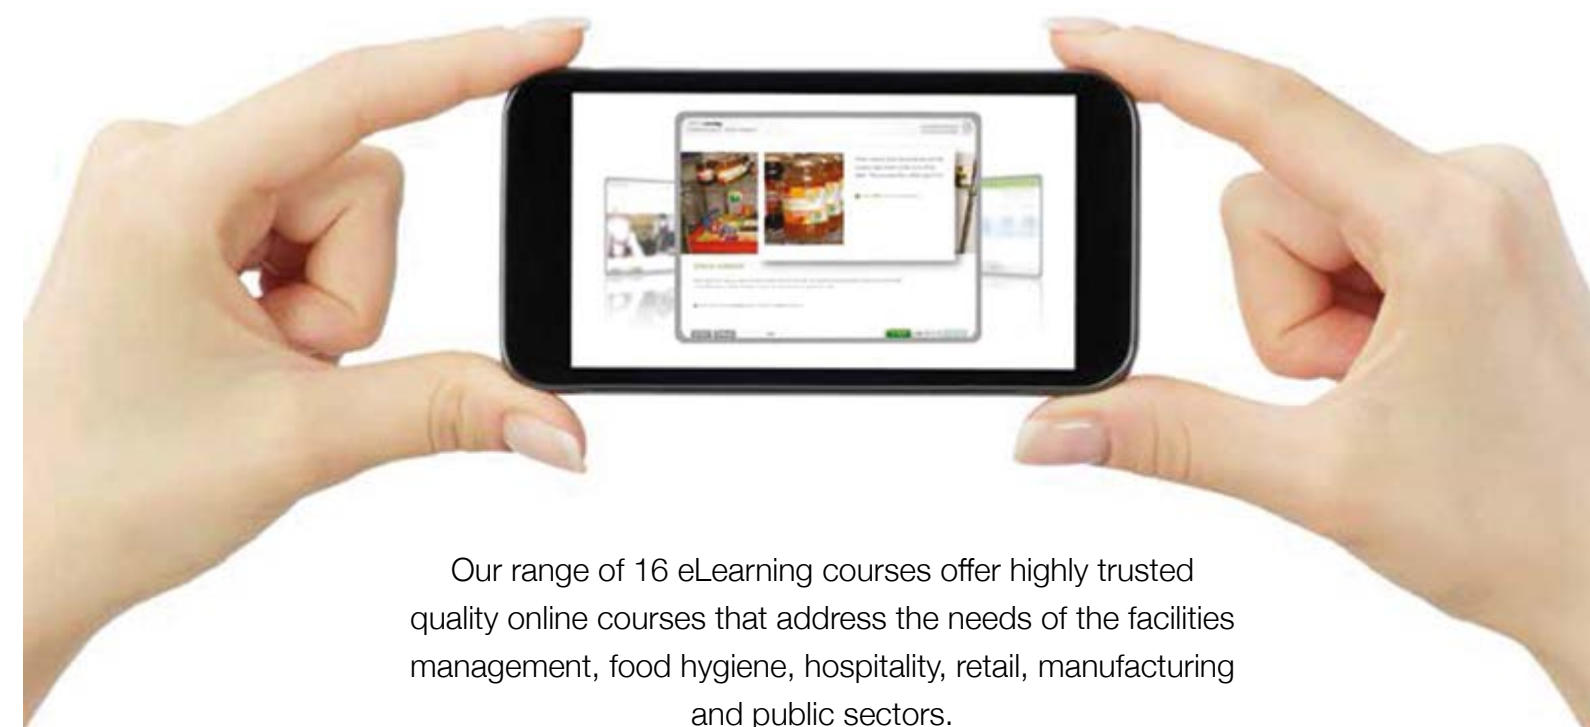 Our range of 16 eLearning courses offer highly trusted
quality online courses that address the needs of the facilities
management, food hygiene, hospitality, retail, manufacturing
and public sectors.